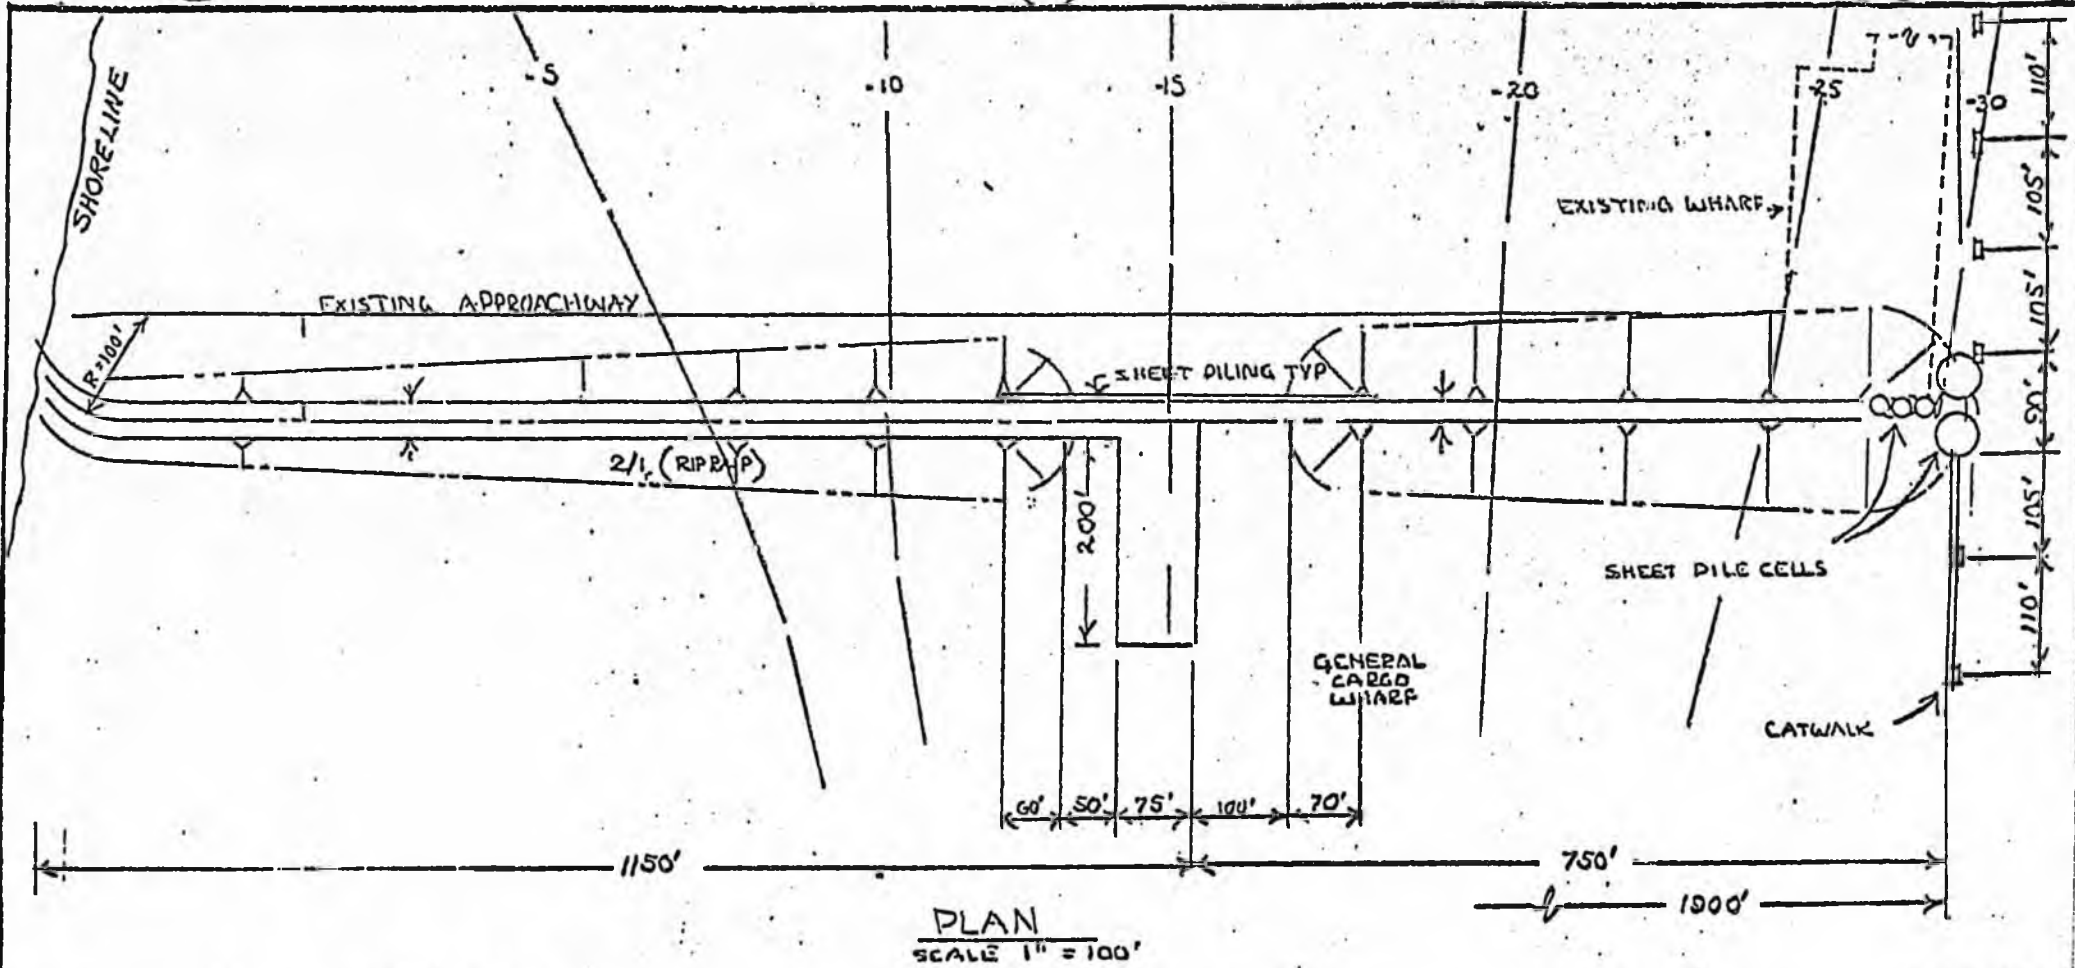 SHORELINE
-5
-10
-15
-20
-25
-30
110'
105'
105'
90'
105'
110'
EXISTING WHARF
EXISTING APPROACHWAY
R=100'
SHEET PILING TYP
2/1, (RIPRAP)
200'
SHEET PILE CELLS
GENERAL
CARGO
WHARF
CATWALK
60'
50'
75'
100'
70'
1150'
750'
1900'
PLAN
SCALE 1" = 100'